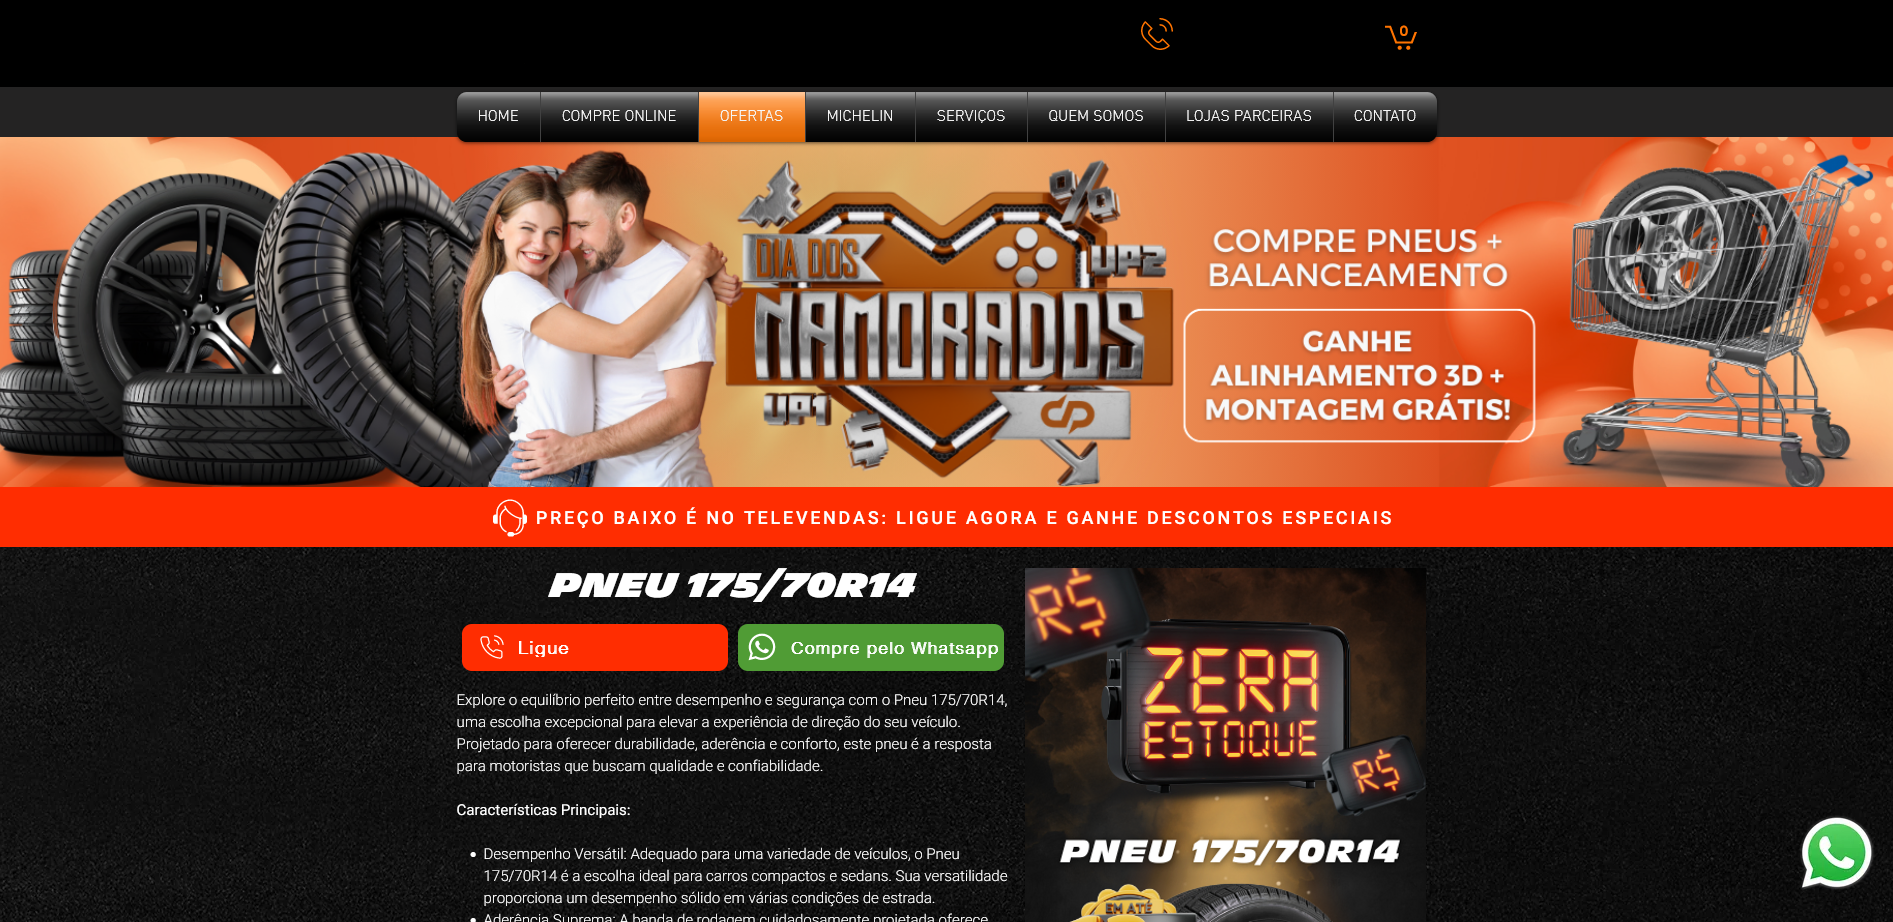 0
HOME
COMPRE ONLINE
OFERTAS
MICHELIN
SERVIÇOS
QUEM SOMOS
LOJAS PARCEIRAS
CONTATO
DIA DOS
NAMORADOS
%
UP2
UP1
$
COMPRE PNEUS +
BALANCEAMENTO
GANHE
ALINHAMENTO 3D +
MONTAGEM GRÁTIS!
PREÇO BAIXO É NO TELEVENDAS: LIGUE AGORA E GANHE DESCONTOS ESPECIAIS
PNEU 175/70R14
Ligue
Compre pelo Whatsapp
Explore o equilíbrio perfeito entre desempenho e segurança com o Pneu 175/70R14,
uma escolha excepcional para elevar a experiência de direção do seu veículo.
Projetado para oferecer durabilidade, aderência e conforto, este pneu é a resposta
para motoristas que buscam qualidade e confiabilidade.
Características Principais:
• Desempenho Versátil: Adequado para uma variedade de veículos, o Pneu
175/70R14 é a escolha ideal para carros compactos e sedans. Sua versatilidade
proporciona um desempenho sólido em várias condições de estrada.
• Aderência Suprema: A banda de rodagem cuidadosamente projetada oferece
R$
ZERA
ESTOQUE
R$
PNEU 175/70R14
EM ATÉ